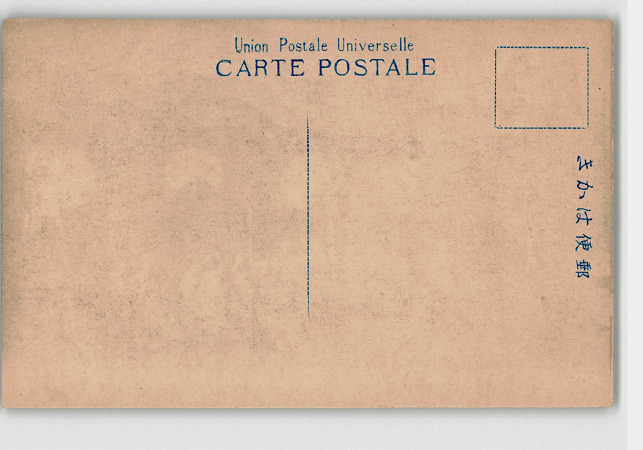 Union Postale Universelle
CARTE POSTALE
きかは便郵